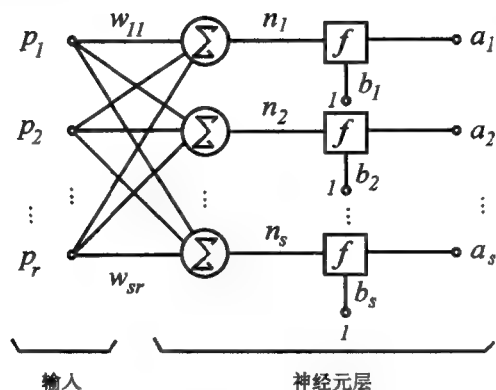 p₁ w₁₁ Σ n₁ f a₁
1 b₁
p₂ Σ n₂ f a₂
1 b₂
⋮ ⋮ ⋮ ⋮
pᵣ wₛᵣ Σ nₛ f aₛ
bₛ
1
输入 神经元层